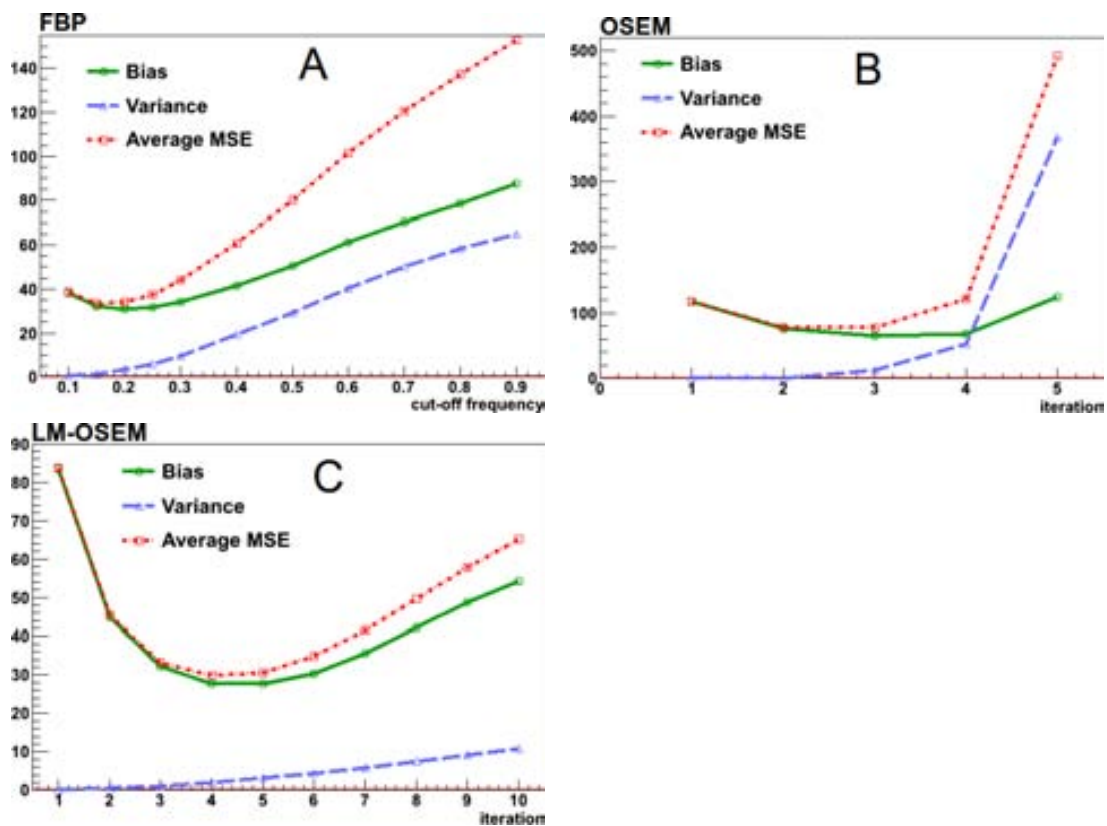 FBP
A
Bias
Variance
Average MSE
140
120
100
80
60
40
20
0
0.1 0.2 0.3 0.4 0.5 0.6 0.7 0.8 0.9
cut-off frequency
OSEM
B
Bias
Variance
Average MSE
500
400
300
200
100
0
0 1 2 3 4 5
iteration
LM-OSEM
C
Bias
Variance
Average MSE
90
80
70
60
50
40
30
20
10
0
1 2 3 4 5 6 7 8 9 10
iteration